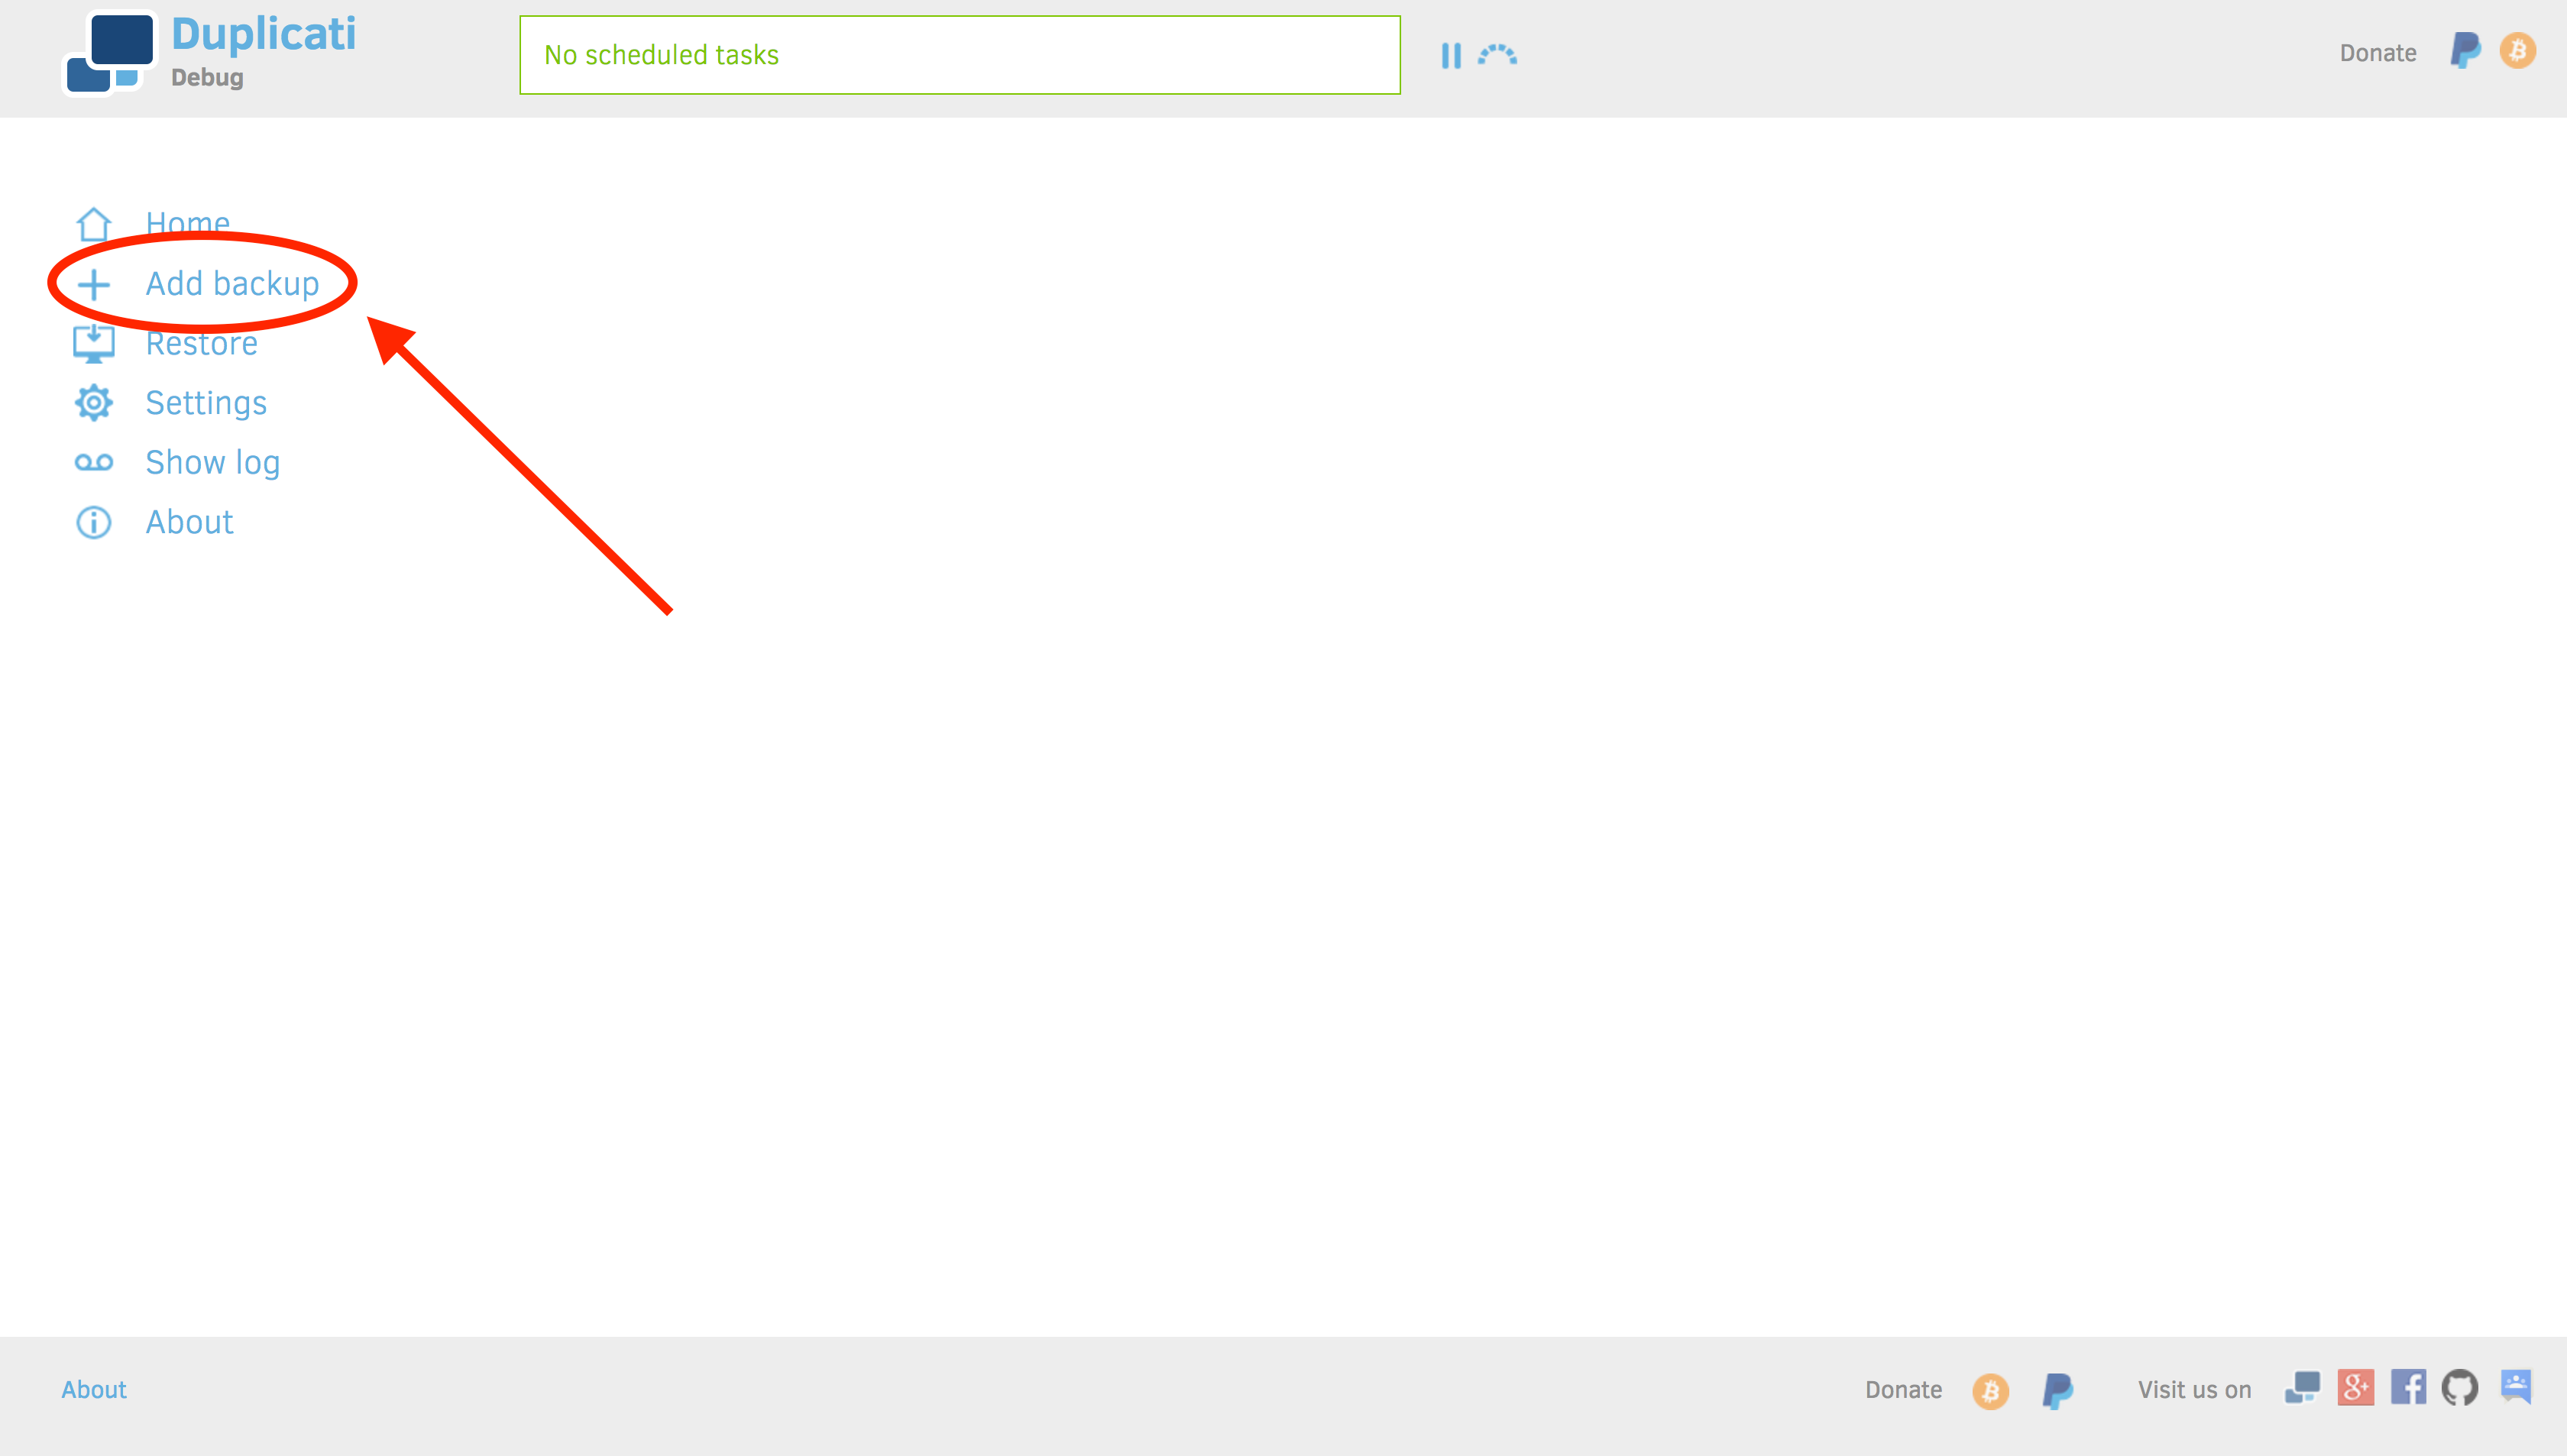 Duplicati
Debug
No scheduled tasks
Donate
Home
Add backup
Restore
Settings
Show log
About
About
Donate
Visit us on
g+
f